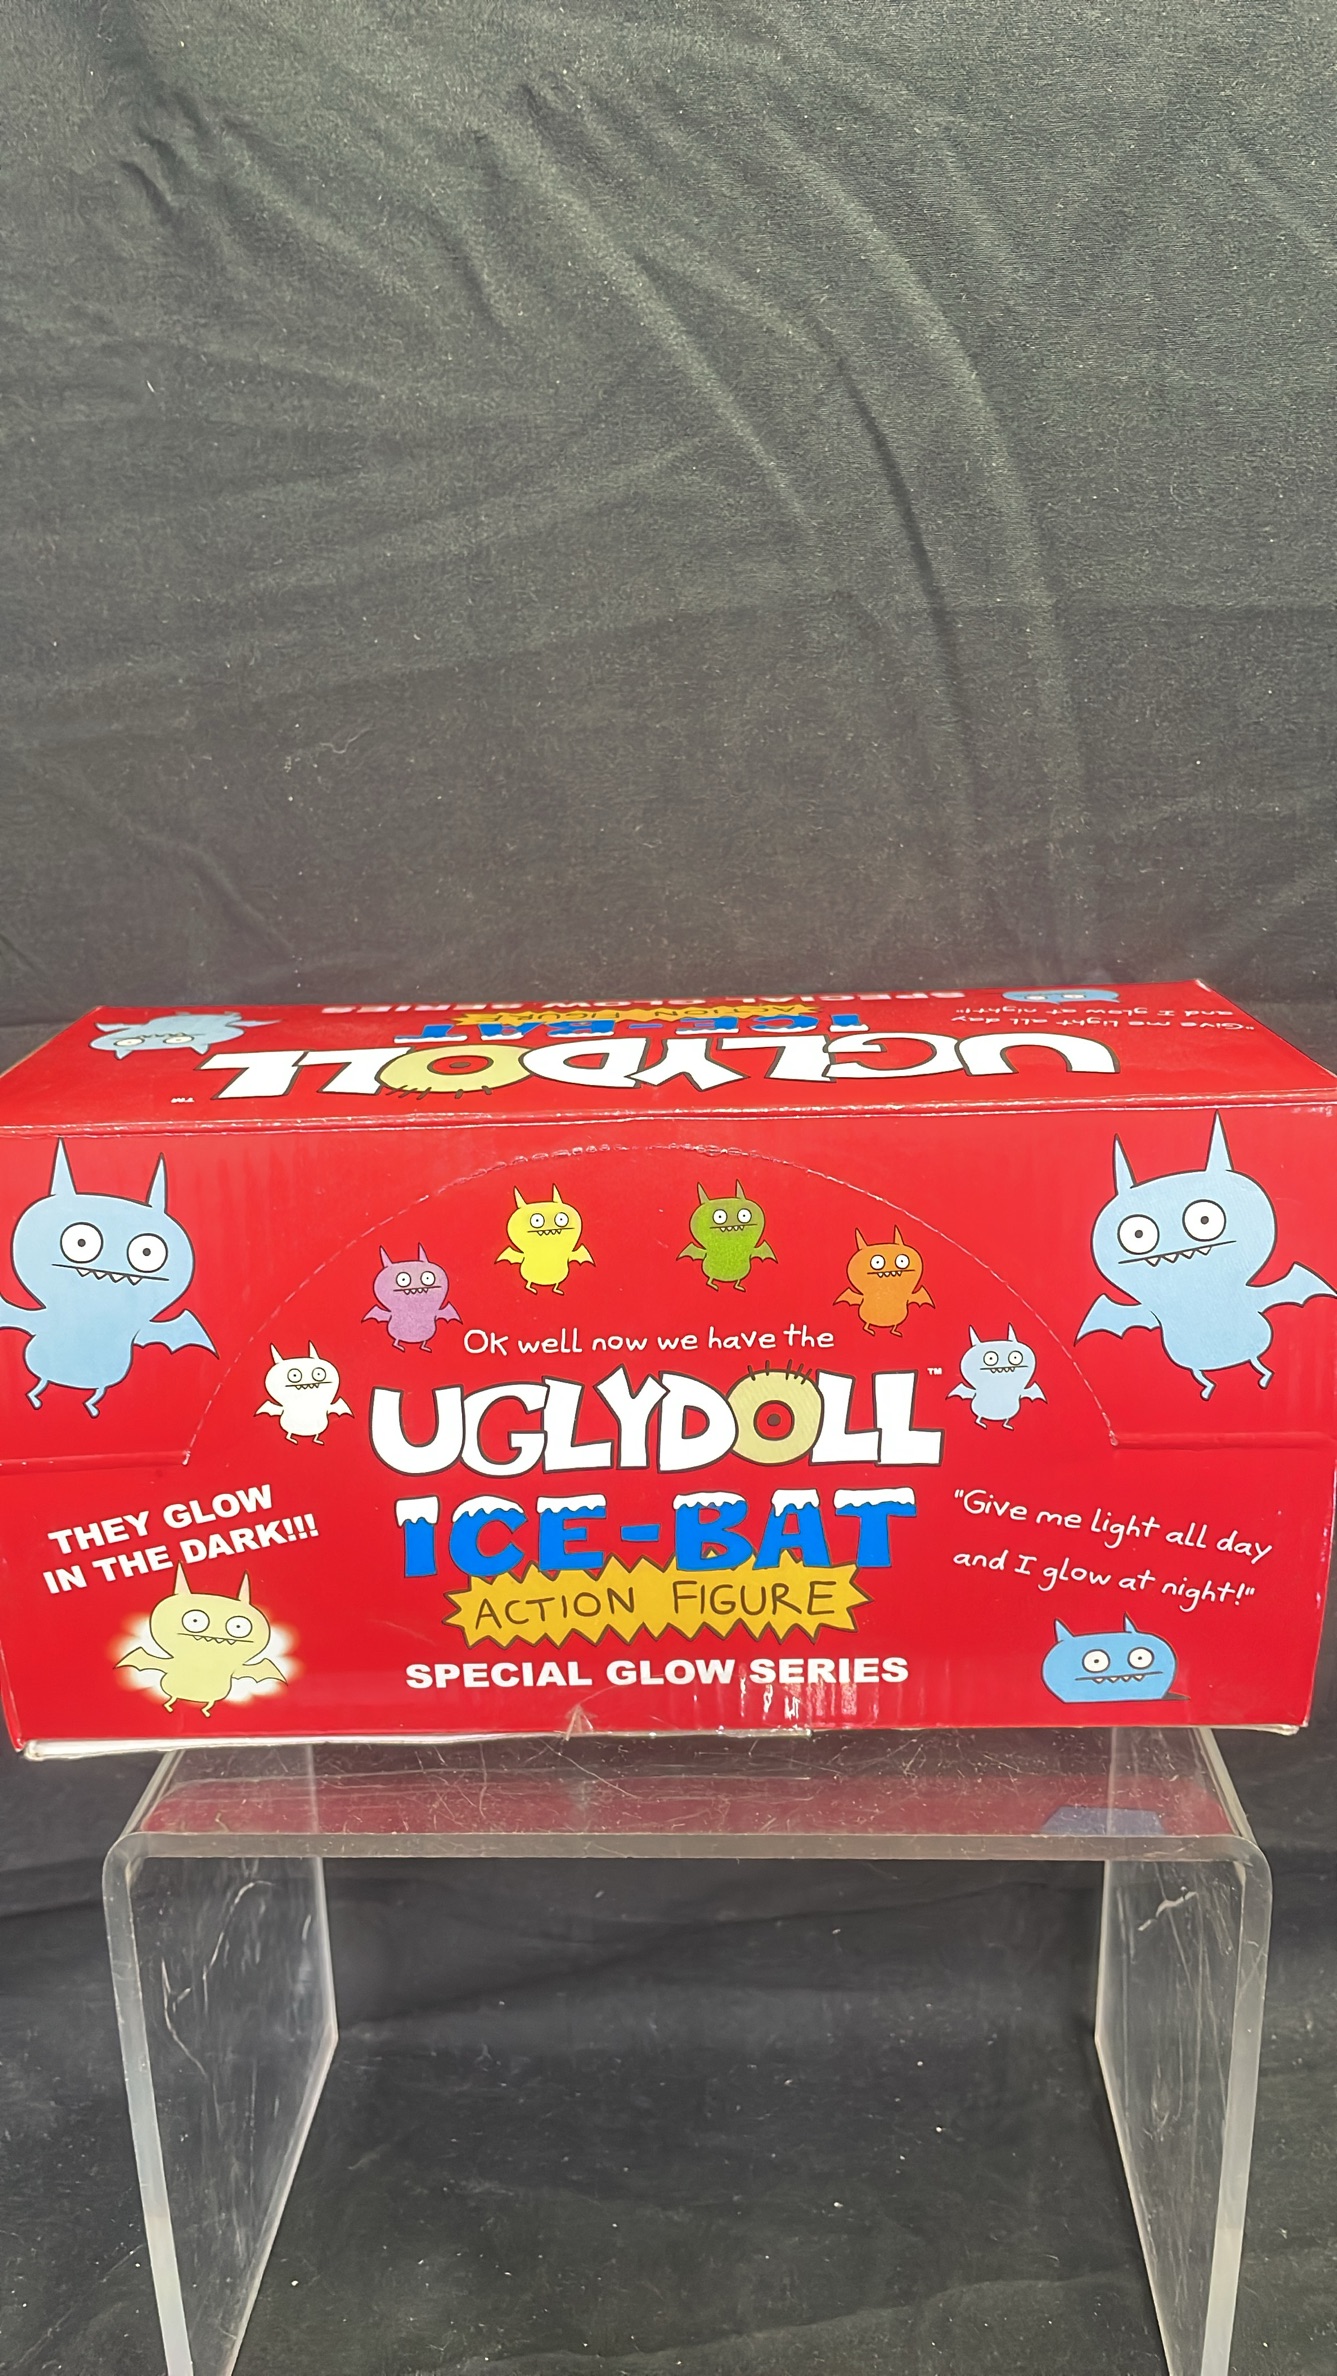 "Give me light all day
and I glow at night!"
UGLYDOLL
ICE-BAT
ACTION FIGURE
SPECIAL GLOW SERIES
TM
OK well now we have the
UGLYDOLL™
ICE-BAT
ACTION FIGURE
SPECIAL GLOW SERIES
THEY GLOW
IN THE DARK!!!
"Give me light all day
and I glow at night!"